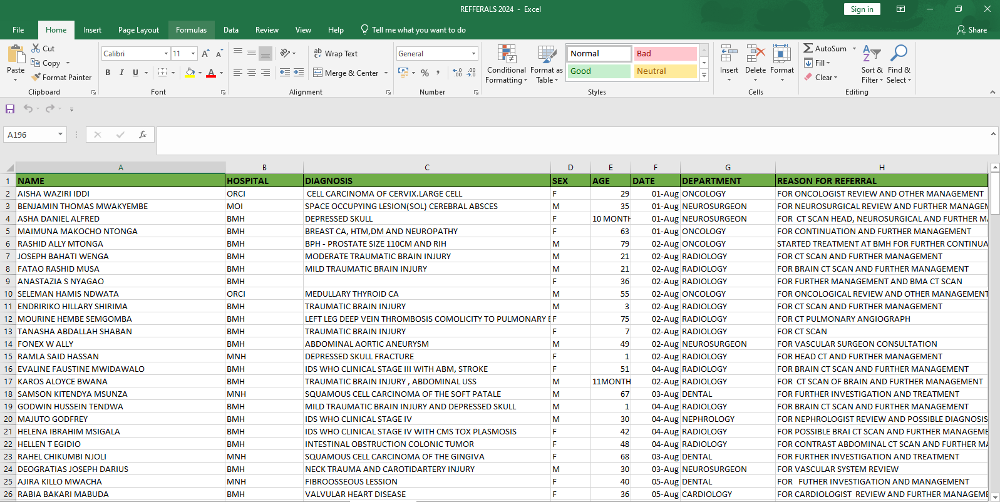 REFFERALS 2024 - Excel
Sign in
File Home Insert Page Layout Formulas Data Review View Help Tell me what you want to do Share
Cut
Copy
Format Painter
Paste
Clipboard
Calibri 11
B I U
Font
Wrap Text
Merge & Center
Alignment
General
Number
Conditional Formatting
Format as Table
Normal Bad
Good Neutral
Styles
Insert Delete Format
Cells
AutoSum
Fill
Clear
Sort & Filter
Find & Select
Editing
A196 fx
A B C D E F G H
1 NAME HOSPITAL DIAGNOSIS SEX AGE DATE DEPARTMENT REASON FOR REFERRAL
2 AISHA WAZIRI IDDI ORCI CELL CARCINOMA OF CERVIX.LARGE CELL F 29 01-Aug ONCOLOGY FOR ONCOLOGIST REVIEW AND OTHER MANAGEMENT
3 BENJAMIN THOMAS MWAKYEMBE MOI SPACE OCCUPYING LESION(SOL) CEREBRAL ABSCES M 35 01-Aug NEUROSURGEON FOR NEUROSURGICAL REVIEW AND FURTHER MANAGEM
4 ASHA DANIEL ALFRED BMH DEPRESSED SKULL F 10 MONTH 01-Aug NEUROSURGEON FOR CT SCAN HEAD, NEUROSURGICAL AND FURTHER MA
5 MAIMUNA MAKOCHO NTONGA BMH BREAST CA, HTM,DM AND NEUROPATHY F 63 01-Aug ONCOLOGY FOR CONTINUATION AND FURTHER MANAGEMENT
6 RASHID ALLY MTONGA BMH BPH - PROSTATE SIZE 110CM AND RIH M 79 02-Aug ONCOLOGY STARTED TREATMENT AT BMH FOR FURTHER CONTINUA
7 JOSEPH BAHATI WENGA BMH MODERATE TRAUMATIC BRAIN INJURY M 21 02-Aug RADIOLOGY FOR CT SCAN AND FURTHER MANAGEMENT
8 FATAO RASHID MUSA BMH MILD TRAUMATIC BRAIN INJURY M 21 02-Aug RADIOLOGY FOR BRAIN CT SCAN AND FURTHER MANAGEMENT
9 ANASTAZIA S NYAGAO BMH F 36 02-Aug RADIOLOGY FOR FURTHER MANAGEMENT AND BMA CT SCAN
10 SELEMAN HAMIS NDWATA ORCI MEDULLARY THYROID CA M 55 02-Aug ONCOLOGY FOR ONCOLOGICAL REVIEW AND OTHER MANAGEMENT
11 ENDRIRIKO HILLARY SHIRIMA BMH TRAUMATIC BRAIN INJURY M 3 02-Aug RADIOLOGY FOR CT SCAN AND FURTHER MANAGEMENT
12 MOURINE HEMBE SEMGOMBA BMH LEFT LEG DEEP VEIN THROMBOSIS COMOLICITY TO PULMONARY E F 75 02-Aug RADIOLOGY FOR CT PULMONARY ANGIOGRAPH
13 TANASHA ABDALLAH SHABAN BMH TRAUMATIC BRAIN INJURY F 7 02-Aug RADIOLOGY FOR CT SCAN
14 FONEX W ALLY BMH ABDOMINAL AORTIC ANEURYSM M 49 02-Aug NEUROSURGEON FOR VASCULAR SURGEON CONSULTATION
15 RAMLA SAID HASSAN MNH DEPRESSED SKULL FRACTURE F 1 02-Aug RADIOLOGY FOR HEAD CT AND FURTHER MANAGEMENT
16 EVALINE FAUSTINE MWIDAWALO BMH IDS WHO CLINICAL STAGE III WITH ABM, STROKE F 51 04-Aug RADIOLOGY FOR BRAIN CT SCAN AND FURTHER MANAGEMENT
17 KAROS ALOYCE BWANA BMH TRAUMATIC BRAIN INJURY , ABDOMINAL USS M 11MONTH 02-Aug RADIOLOGY FOR CT SCAN OF BRAIN AND FURTHER MANAGEMENT
18 SAMSON KITENDYA MSUNZA MNH SQUAMOUS CELL CARCINOMA OF THE SOFT PATALE M 67 03-Aug DENTAL FOR FURTHER INVESTIGATION AND TREATMENT
19 GODWIN HUSSEIN TENDWA BMH MILD TRAUMATIC BRAIN INJURY AND DEPRESSED SKULL M 1 04-Aug RADIOLOGY FOR BRAIN CT SCAN AND FURTHER MANAGEMENT
20 MAJUTO GODFREY BMH IDS WHO CLINICAL STAGE IV M 30 04-Aug NEPHROLOGY FOR NEPHROLOGIST REVIEW AND POSSIBLE DIAGNOSIS
21 HELENA IBRAHIM MSIGALA BMH IDS WHO CLINICAL STAGE IV WITH CMS TOX PLASMOSIS F 42 04-Aug RADIOLOGY FOR POSSIBLE BRAI CT SCAN AND FURTHER MANAGEME
22 HELLEN T EGIDIO BMH INTESTINAL OBSTRUCTION COLONIC TUMOR F 48 04-Aug RADIOLOGY FOR CONTRAST ABDOMINAL CT SCAN AND FURTHER MA
23 RAHEL CHIKUMBI NJOLI MNH SQUAMOUS CELL CARCINOMA OF THE GINGIVA F 68 03-Aug DENTAL FOR FURTHER INVESTIGATION AND TREATMENT
24 DEOGRATIAS JOSEPH DARIUS BMH NECK TRAUMA AND CAROTIDARTERY INJURY M 30 03-Aug NEUROSURGEON FOR VASCULAR SYSTEM REVIEW
25 AJIRA KILLO MWACHA MNH FIBROOSSEOUS LESSION F 40 05-Aug DENTAL FOR FUTHER INVESTIGATION AND MANAGEMENT
26 RABIA BAKARI MABUDA BMH VALVULAR HEART DISEASE F 36 05-Aug CARDIOLOGY FOR CARDIOLOGIST REVIEW AND FURTHER MANAGEME